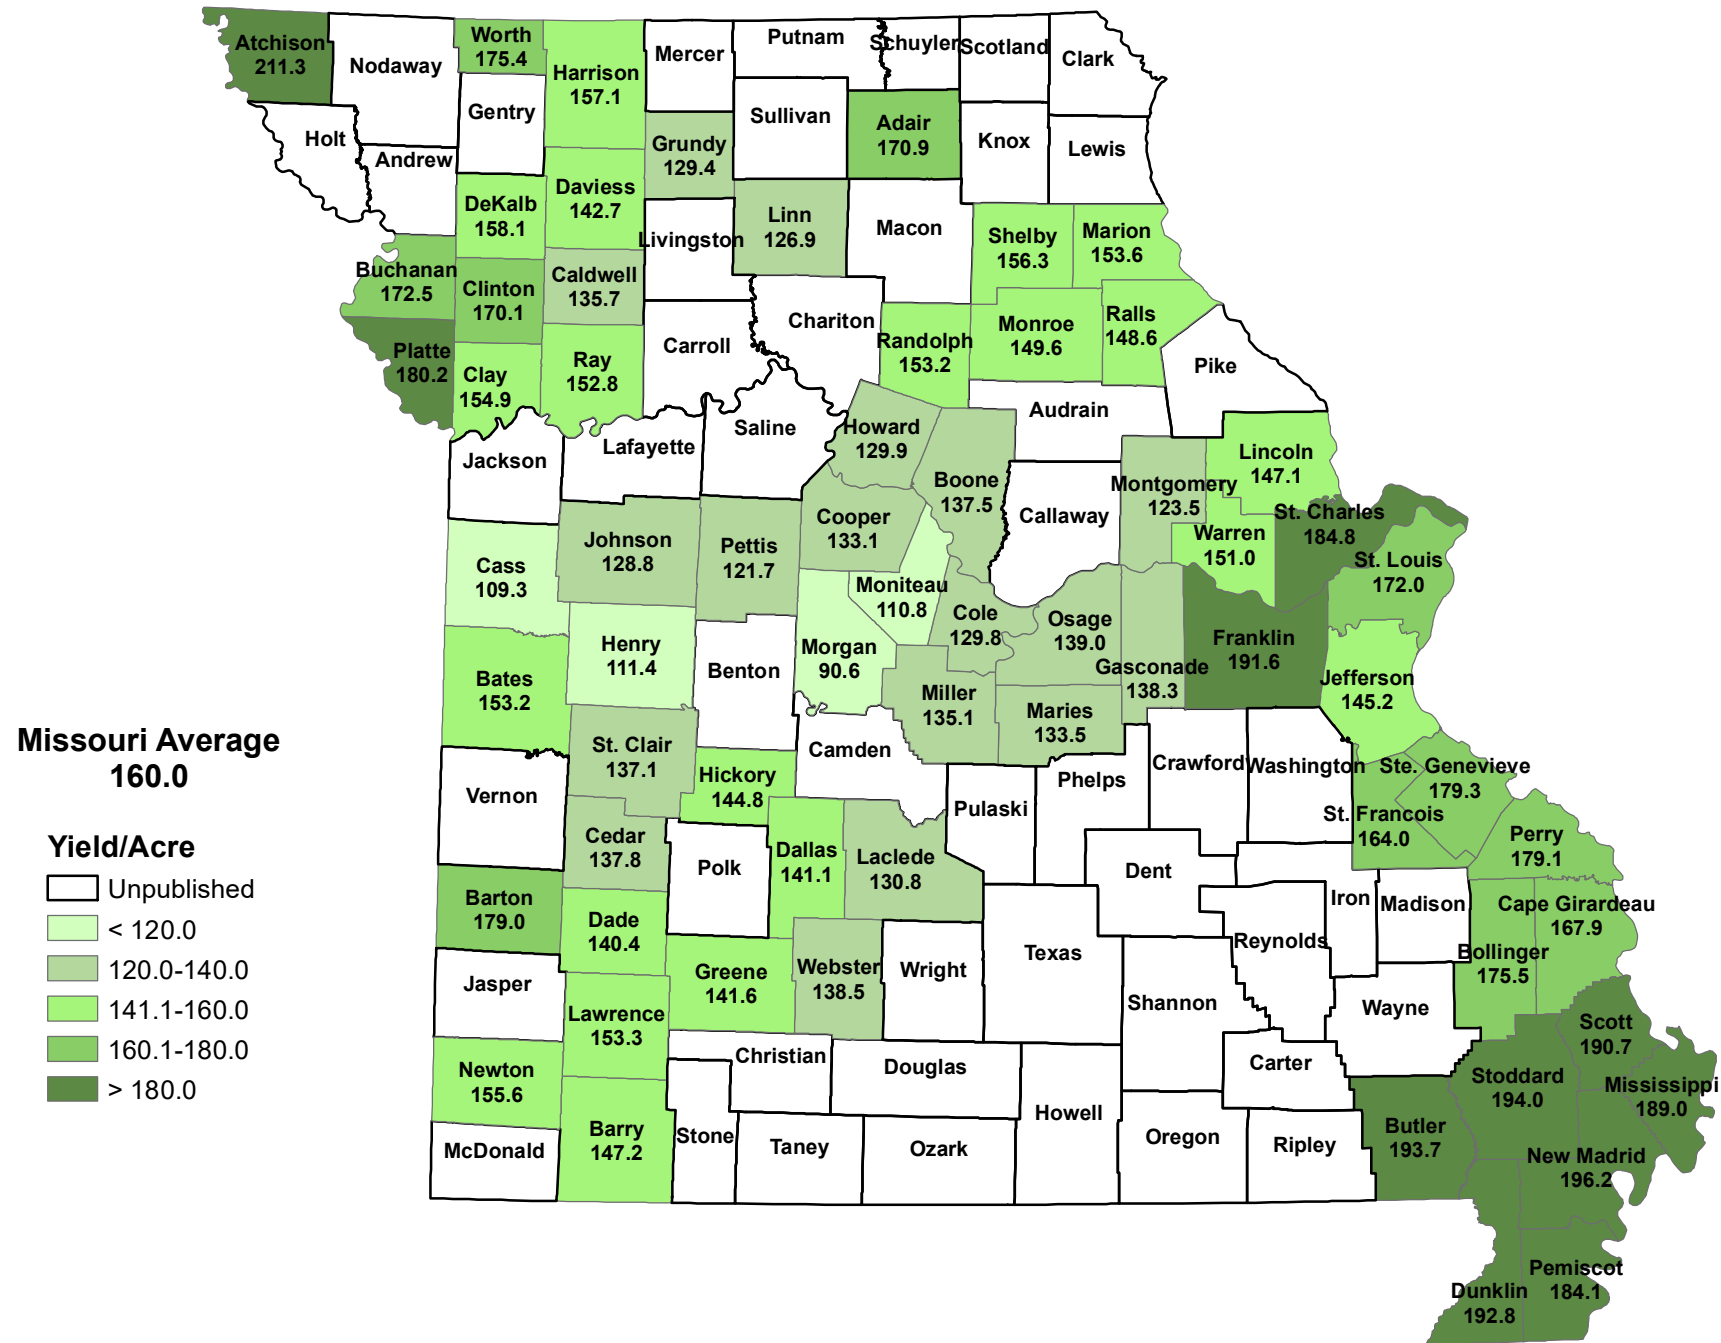 Atchison
211.3
Nodaway
Worth
175.4
Harrison
157.1
Mercer
Putnam
Schuyler
Scotland
Clark
Holt
Gentry
Andrew
Grundy
129.4
Sullivan
Adair
170.9
Knox
Lewis
DeKalb
158.1
Daviess
142.7
Livingston
Linn
126.9
Macon
Shelby
156.3
Marion
153.6
Buchanan
172.5
Clinton
170.1
Caldwell
135.7
Chariton
Randolph
153.2
Monroe
149.6
Ralls
148.6
Pike
Platte
180.2
Clay
154.9
Ray
152.8
Carroll
Audrain
Saline
Howard
129.9
Jackson
Lafayette
Boone
137.5
Callaway
Montgomery
123.5
Lincoln
147.1
Warren
151.0
St. Charles
184.8
St. Louis
172.0
Cass
109.3
Johnson
128.8
Pettis
121.7
Cooper
133.1
Moniteau
110.8
Cole
129.8
Osage
139.0
Gasconade
138.3
Franklin
191.6
Jefferson
145.2
Bates
153.2
Henry
111.4
Benton
Morgan
90.6
Miller
135.1
Maries
133.5
Missouri Average
160.0
Vernon
St. Clair
137.1
Hickory
144.8
Camden
Pulaski
Phelps
Crawford
Washington
Ste. Genevieve
179.3
St. Francois
164.0
Perry
179.1
Yield/Acre
Unpublished
< 120.0
120.0-140.0
141.1-160.0
160.1-180.0
> 180.0
Cedar
137.8
Polk
Dallas
141.1
Laclede
130.8
Dent
Iron
Madison
Cape Girardeau
167.9
Bollinger
175.5
Barton
179.0
Dade
140.4
Greene
141.6
Webster
138.5
Wright
Texas
Reynolds
Shannon
Wayne
Jasper
Lawrence
153.3
Christian
Douglas
Carter
Scott
190.7
Stoddard
194.0
Mississippi
189.0
Newton
155.6
Barry
147.2
Stone
Taney
Ozark
Howell
Oregon
Ripley
Butler
193.7
New Madrid
196.2
McDonald
Dunklin
192.8
Pemiscot
184.1